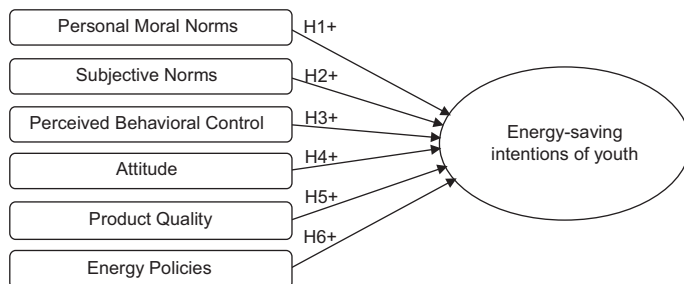 Personal Moral Norms
H1+
Subjective Norms
H2+
Perceived Behavioral Control
H3+
Attitude
H4+
Product Quality
H5+
Energy Policies
H6+
Energy-saving
intentions of youth